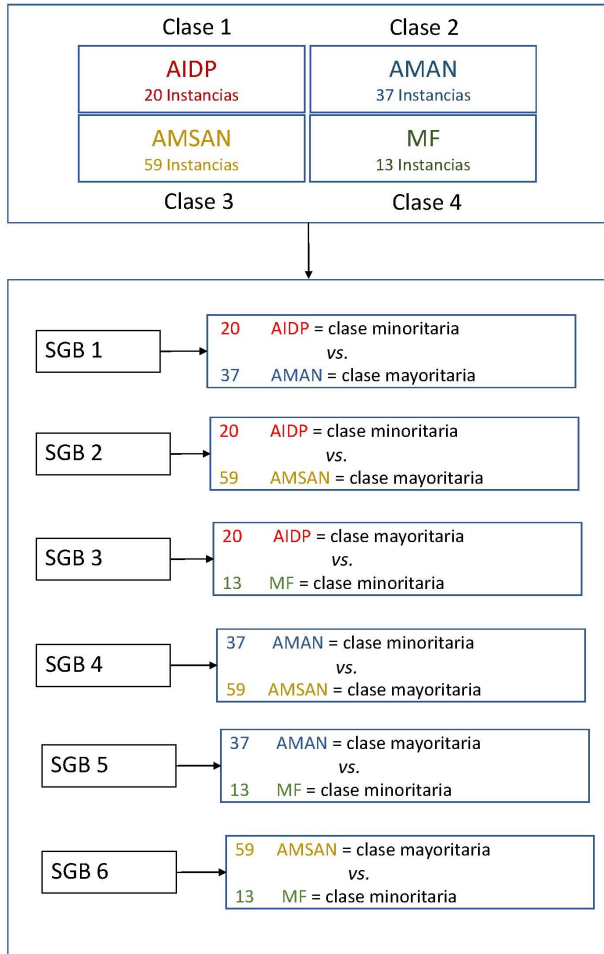 Clase 1 Clase 2
AIDP AMAN
20 Instancias 37 Instancias
AMSAN MF
59 Instancias 13 Instancias
Clase 3 Clase 4
SGB 1
20 AIDP = clase minoritaria
vs.
37 AMAN = clase mayoritaria
SGB 2
20 AIDP = clase minoritaria
vs.
59 AMSAN = clase mayoritaria
SGB 3
20 AIDP = clase mayoritaria
vs.
13 MF = clase minoritaria
SGB 4
37 AMAN = clase minoritaria
vs.
59 AMSAN = clase mayoritaria
SGB 5
37 AMAN = clase mayoritaria
vs.
13 MF = clase minoritaria
SGB 6
59 AMSAN = clase mayoritaria
vs.
13 MF = clase minoritaria